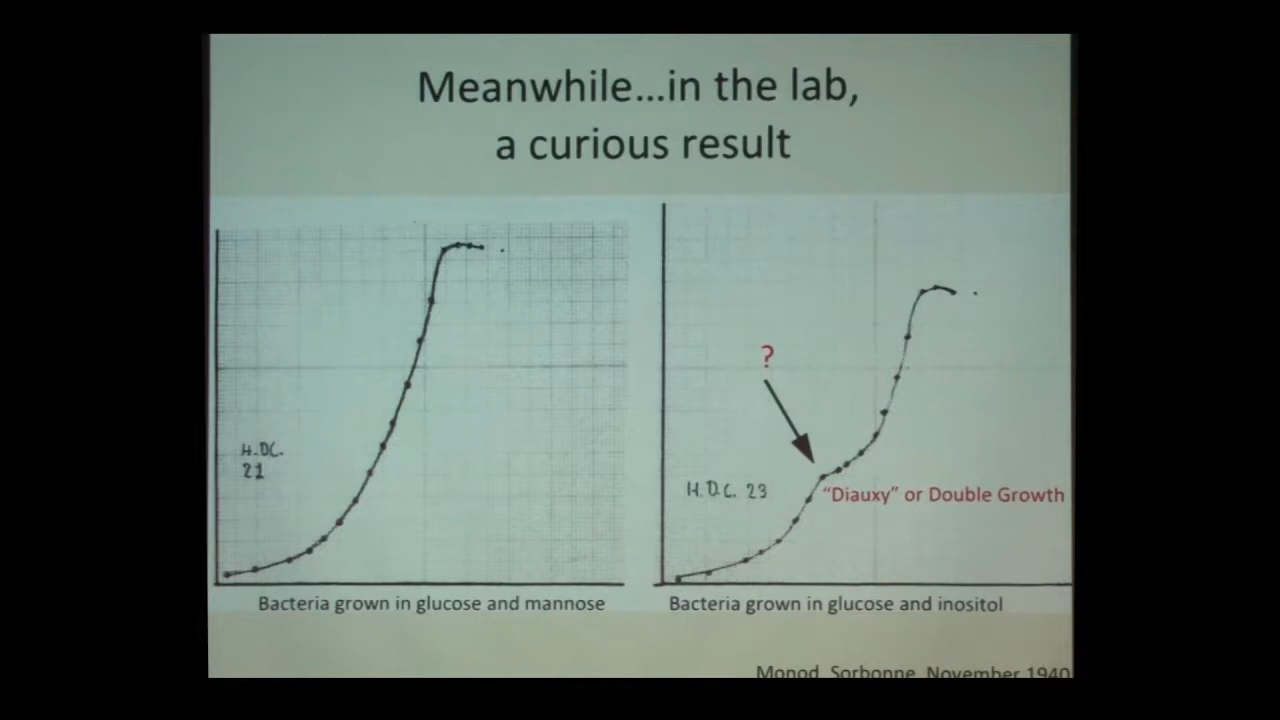 Meanwhile...in the lab,
a curious result
H.DC.
21
?
H.D.C. 23
"Diauxy" or Double Growth
Bacteria grown in glucose and mannose
Bacteria grown in glucose and inositol
Monod, Sorbonne, November 1940